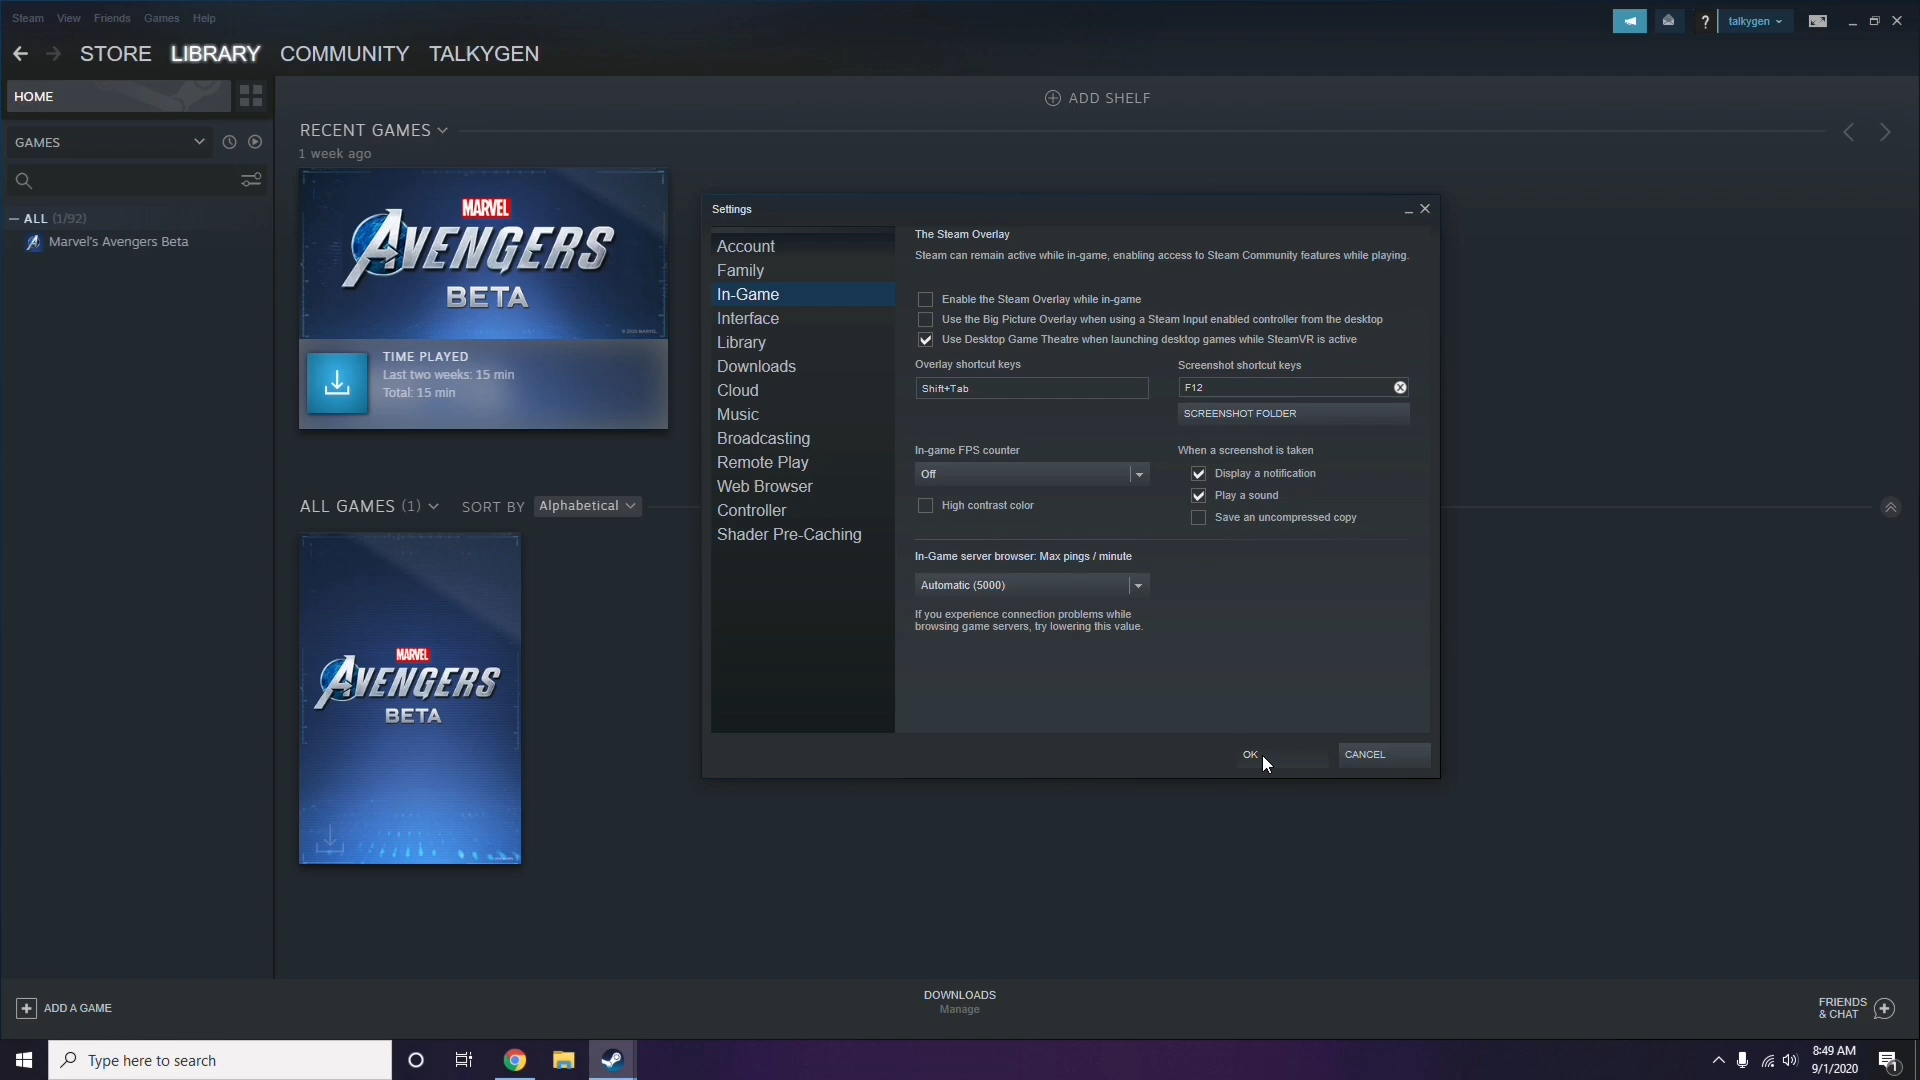 Steam View Friends Games Help
talkygen
STORE LIBRARY COMMUNITY TALKYGEN
HOME
ADD SHELF
GAMES
RECENT GAMES
1 week ago
ALL (1/92)
Marvel's Avengers Beta
MARVEL
AVENGERS
BETA
TIME PLAYED
Last two weeks: 15 min
Total: 15 min
ALL GAMES (1) SORT BY Alphabetical
MARVEL
AVENGERS
BETA
Settings
Account
Family
In-Game
Interface
Library
Downloads
Cloud
Music
Broadcasting
Remote Play
Web Browser
Controller
Shader Pre-Caching
The Steam Overlay
Steam can remain active while in-game, enabling access to Steam Community features while playing.
Enable the Steam Overlay while in-game
Use the Big Picture Overlay when using a Steam Input enabled controller from the desktop
Use Desktop Game Theatre when launching desktop games while SteamVR is active
Overlay shortcut keys
Shift+Tab
Screenshot shortcut keys
F12
SCREENSHOT FOLDER
In-game FPS counter
Off
High contrast color
When a screenshot is taken
Display a notification
Play a sound
Save an uncompressed copy
In-Game server browser: Max pings / minute
Automatic (5000)
If you experience connection problems while
browsing game servers, try lowering this value.
OK CANCEL
ADD A GAME
DOWNLOADS
Manage
FRIENDS
& CHAT
Type here to search
8:49 AM
9/1/2020
1